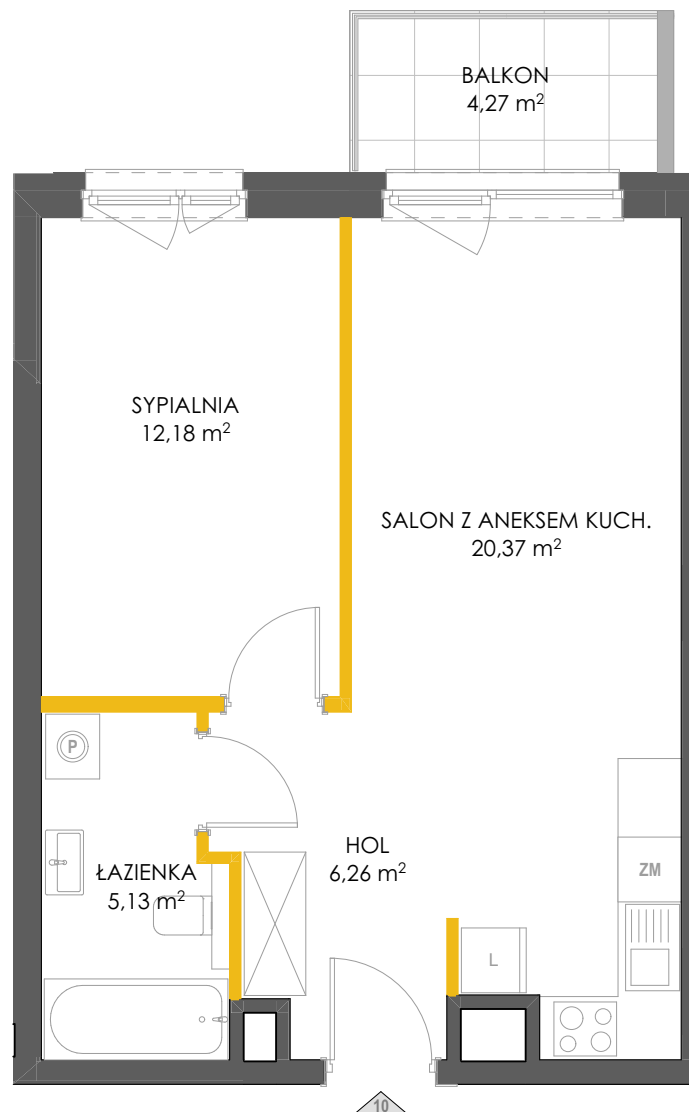 BALKON
4,27 m²
SYPIALNIA
12,18 m²
SALON Z ANEKSEM KUCH.
20,37 m²
P
HOL
6,26 m²
ŁAZIENKA
5,13 m²
ZM
L
10